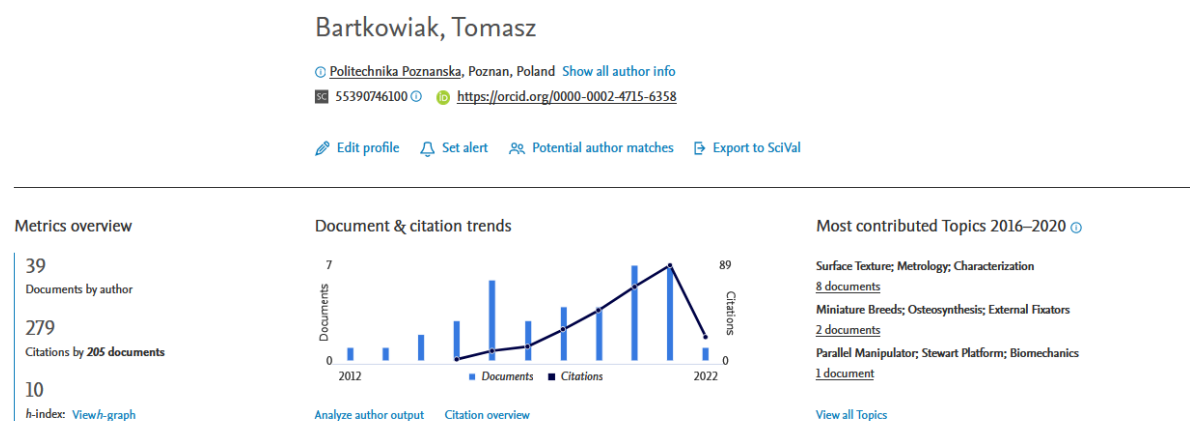 Bartkowiak, Tomasz
Politechnika Poznanska, Poznan, Poland Show all author info
SC 55390746100 iD https://orcid.org/0000-0002-4715-6358
Edit profile Set alert Potential author matches Export to SciVal
Metrics overview
39
Documents by author
279
Citations by 205 documents
10
h-index: View h-graph
Document & citation trends
7 89
Documents Citations
0 0
2012 Documents Citations 2022
Analyze author output Citation overview
Most contributed Topics 2016–2020
Surface Texture; Metrology; Characterization
8 documents
Miniature Breeds; Osteosynthesis; External Fixators
2 documents
Parallel Manipulator; Stewart Platform; Biomechanics
1 document
View all Topics